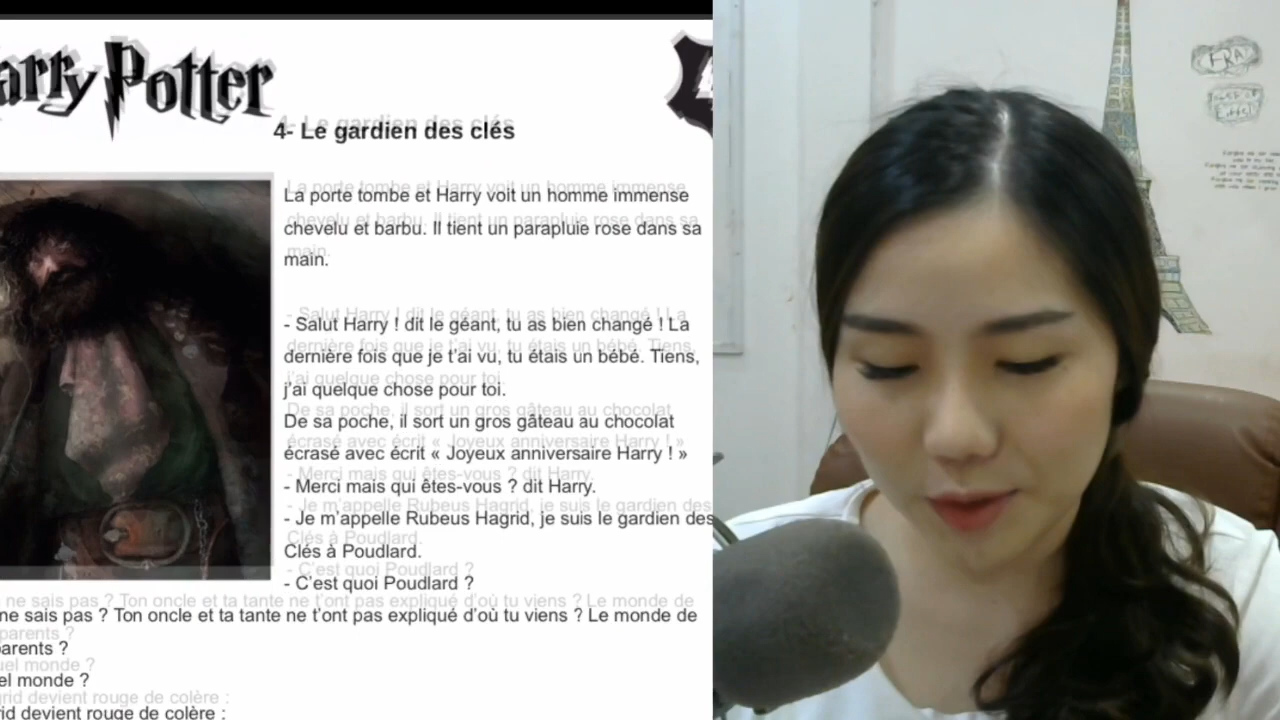 arry Potter
4- Le gardien des clés
La porte tombe et Harry voit un homme immense
chevelu et barbu. Il tient un parapluie rose dans sa
main.
- Salut Harry ! dit le géant, tu as bien changé ! La
dernière fois que je t'ai vu, tu étais un bébé. Tiens,
j'ai quelque chose pour toi.
De sa poche, il sort un gros gâteau au chocolat
écrasé avec écrit « Joyeux anniversaire Harry ! »
- Merci mais qui êtes-vous ? dit Harry.
- Je m'appelle Rubeus Hagrid, je suis le gardien des
Clés à Poudlard.
- C'est quoi Poudlard ?
ne sais pas ? Ton oncle et ta tante ne t'ont pas expliqué d'où tu viens ? Le monde de
parents ?
el monde ?
rid devient rouge de colère :
FRA